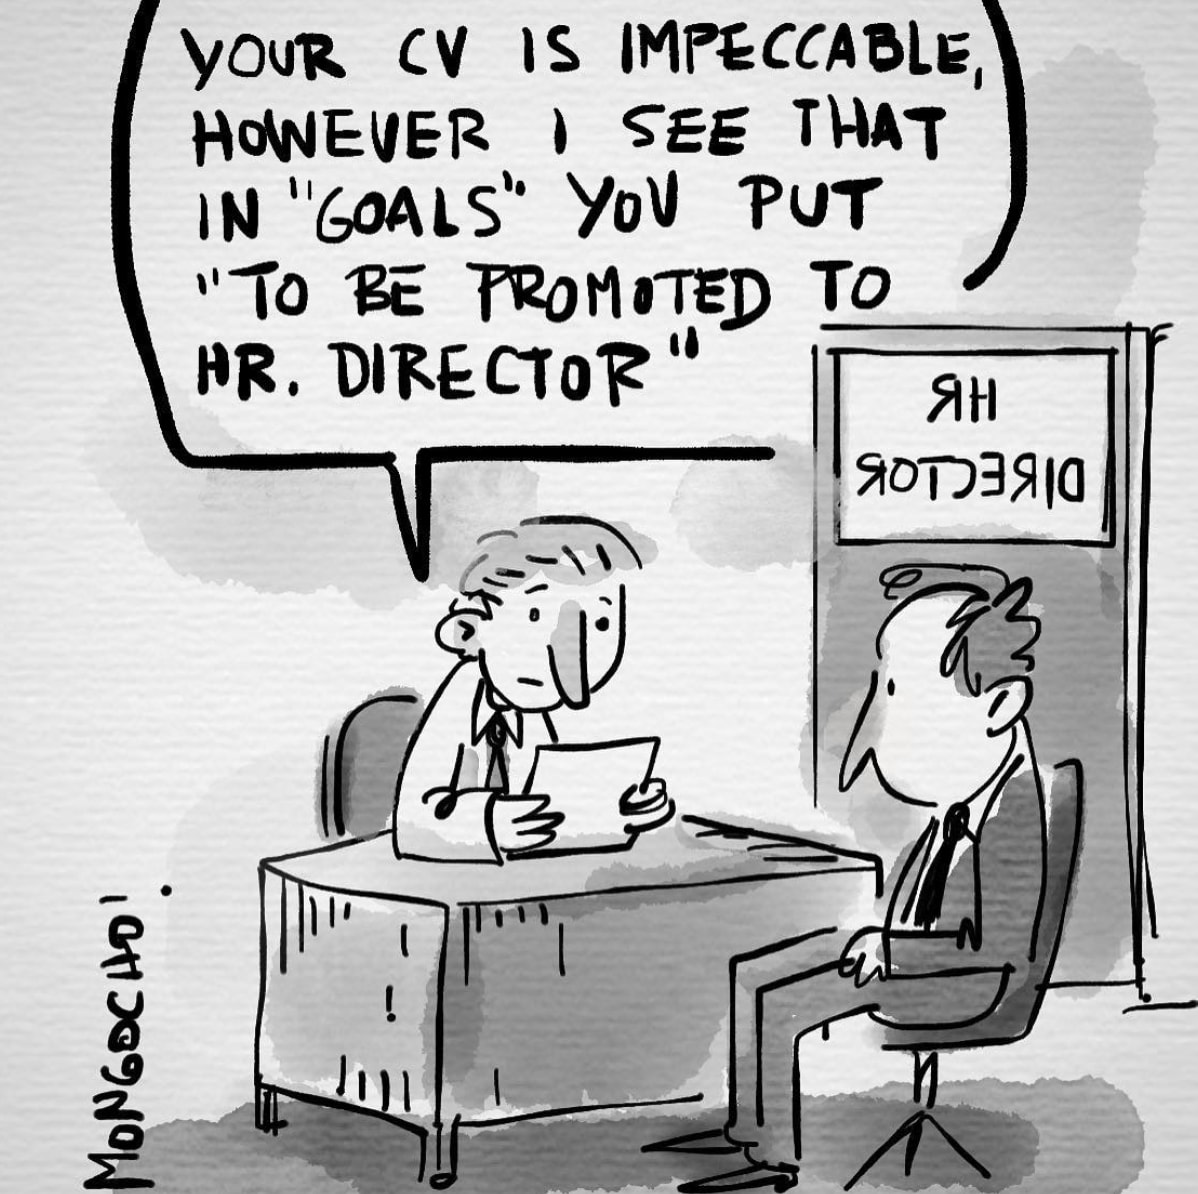 YOUR CV IS IMPECCABLE,
HOWEVER I SEE THAT
IN "GOALS" YOU PUT
"TO BE PROMOTED TO
HR. DIRECTOR"
HR
DIRECTOR
MONGOCHO!